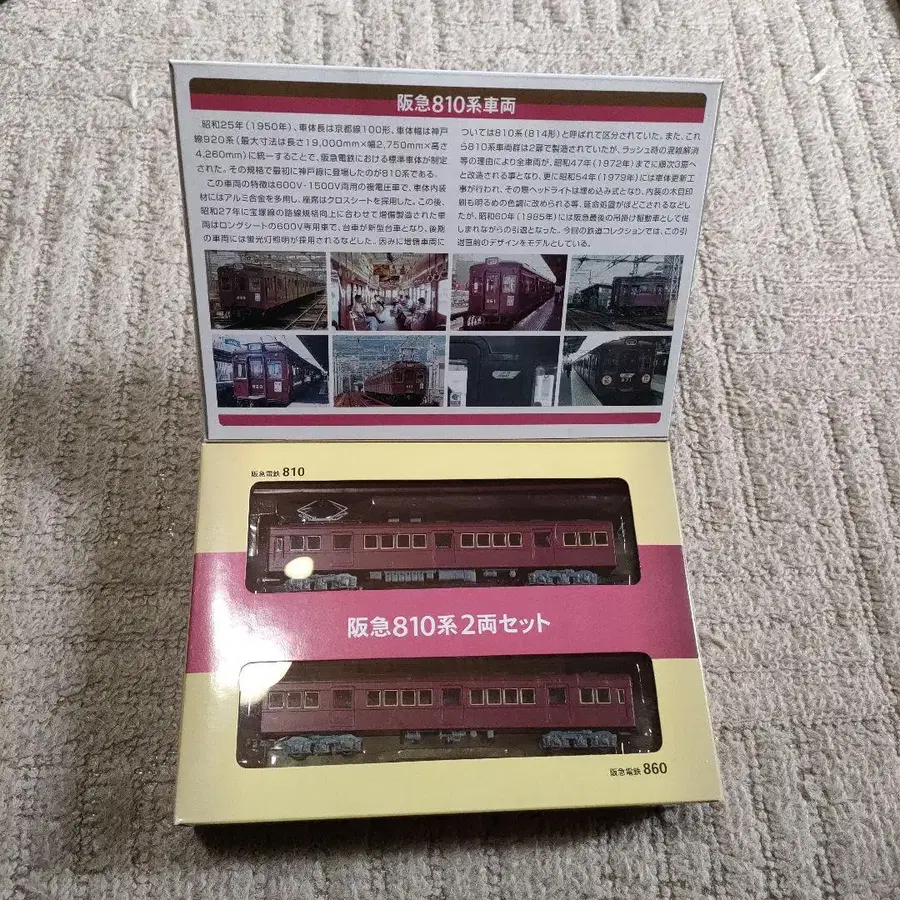 阪急810系車両
昭和25年（1950年）、車体長は京都線100形、車体幅は神戸
線920系（最大寸法は長さ19,000mm×幅2,750mm×高さ
4,260mm）に統一することで、阪急電鉄における標準車体が制定
された。その規格で最初に神戸線に登場したのが810系である。
この車両の特徴は600V・1500V両用の複電圧車で、車体内装
材にはアルミ合金を多用し、座席はクロスシートを採用した。この後、
昭和27年に宝塚線の路線規格向上に合わせて増備製造された車
両はロングシートの600V専用車で、台車が新型台車となり、後期
の車両には蛍光灯照明が採用されるなどした。因みに増備車両に
ついては810系（814形）と呼ばれて区分されていた。また、これ
ら810系車両群は2扉で製造されていたが、ラッシュ時の混雑解消
等の理由により全車両が、昭和47年（1972年）までに順次3扉へ
と改造される事となり、更に昭和54年（1979年）には車体更新工
事が行われ、その際ヘッドライトは埋め込み式となり、内装の木目印
刷も明るめの色調に改められる等、延命処置がほどこされるなどし
たが、昭和60年（1985年）には阪急最後の吊掛け駆動車として惜
しまれながらの引退となった。今回の鉄道コレクションでは、この引
退直前のデザインをモデルとしている。
阪急電鉄 810
阪急810系2両セット
阪急電鉄 860